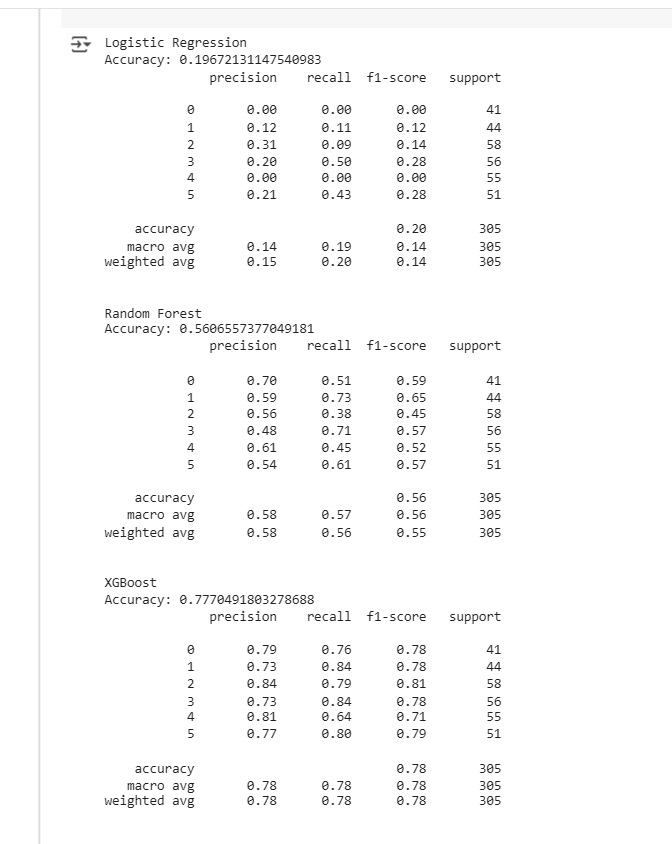 Logistic Regression
Accuracy: 0.19672131147540983
precision recall f1-score support
0 0.00 0.00 0.00 41
1 0.12 0.11 0.12 44
2 0.31 0.09 0.14 58
3 0.20 0.50 0.28 56
4 0.00 0.00 0.00 55
5 0.21 0.43 0.28 51
accuracy 0.20 305
macro avg 0.14 0.19 0.14 305
weighted avg 0.15 0.20 0.14 305
Random Forest
Accuracy: 0.5606557377049181
precision recall f1-score support
0 0.70 0.51 0.59 41
1 0.59 0.73 0.65 44
2 0.56 0.38 0.45 58
3 0.48 0.71 0.57 56
4 0.61 0.45 0.52 55
5 0.54 0.61 0.57 51
accuracy 0.56 305
macro avg 0.58 0.57 0.56 305
weighted avg 0.58 0.56 0.55 305
XGBoost
Accuracy: 0.7770491803278688
precision recall f1-score support
0 0.79 0.76 0.78 41
1 0.73 0.84 0.78 44
2 0.84 0.79 0.81 58
3 0.73 0.84 0.78 56
4 0.81 0.64 0.71 55
5 0.77 0.80 0.79 51
accuracy 0.78 305
macro avg 0.78 0.78 0.78 305
weighted avg 0.78 0.78 0.78 305